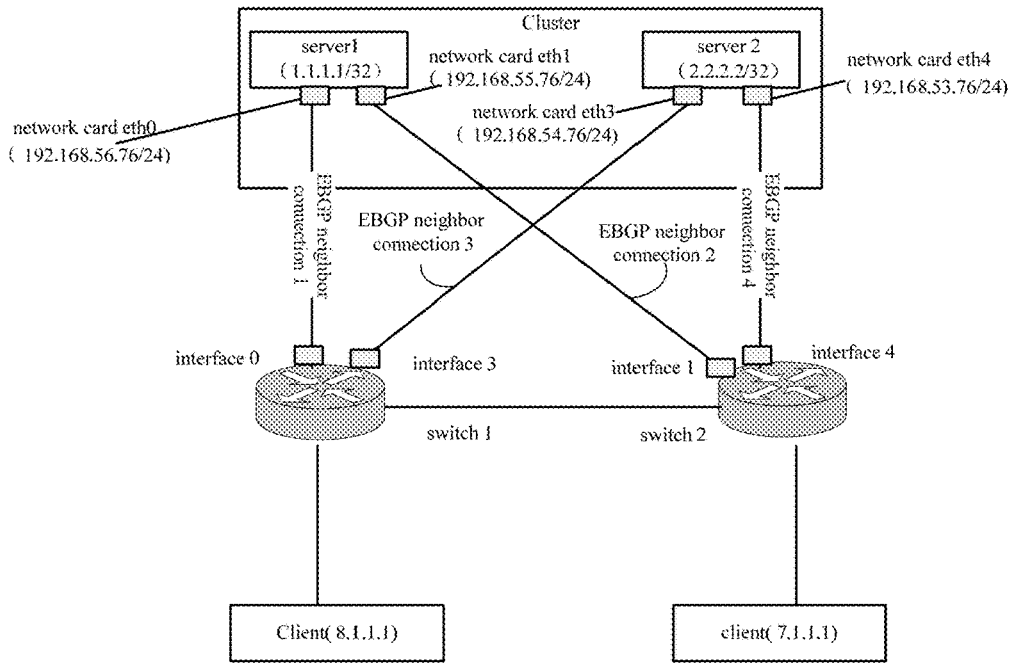 Cluster
server1
( 1.1.1.1/32 )
network card eth1
( 192.168.55.76/24)
server 2
(2.2.2.2/32)
network card eth4
( 192.168.53.76/24)
network card eth0
( 192.168.56.76/24)
network card eth3
( 192.168.54.76/24)
EBGP neighbor
connection 1
EBGP neighbor
connection 3
EBGP neighbor
connection 2
EBGP neighbor
connection 4
interface 0
interface 3
interface 1
interface 4
switch 1
switch 2
Client( 8.1.1.1)
client( 7.1.1.1)